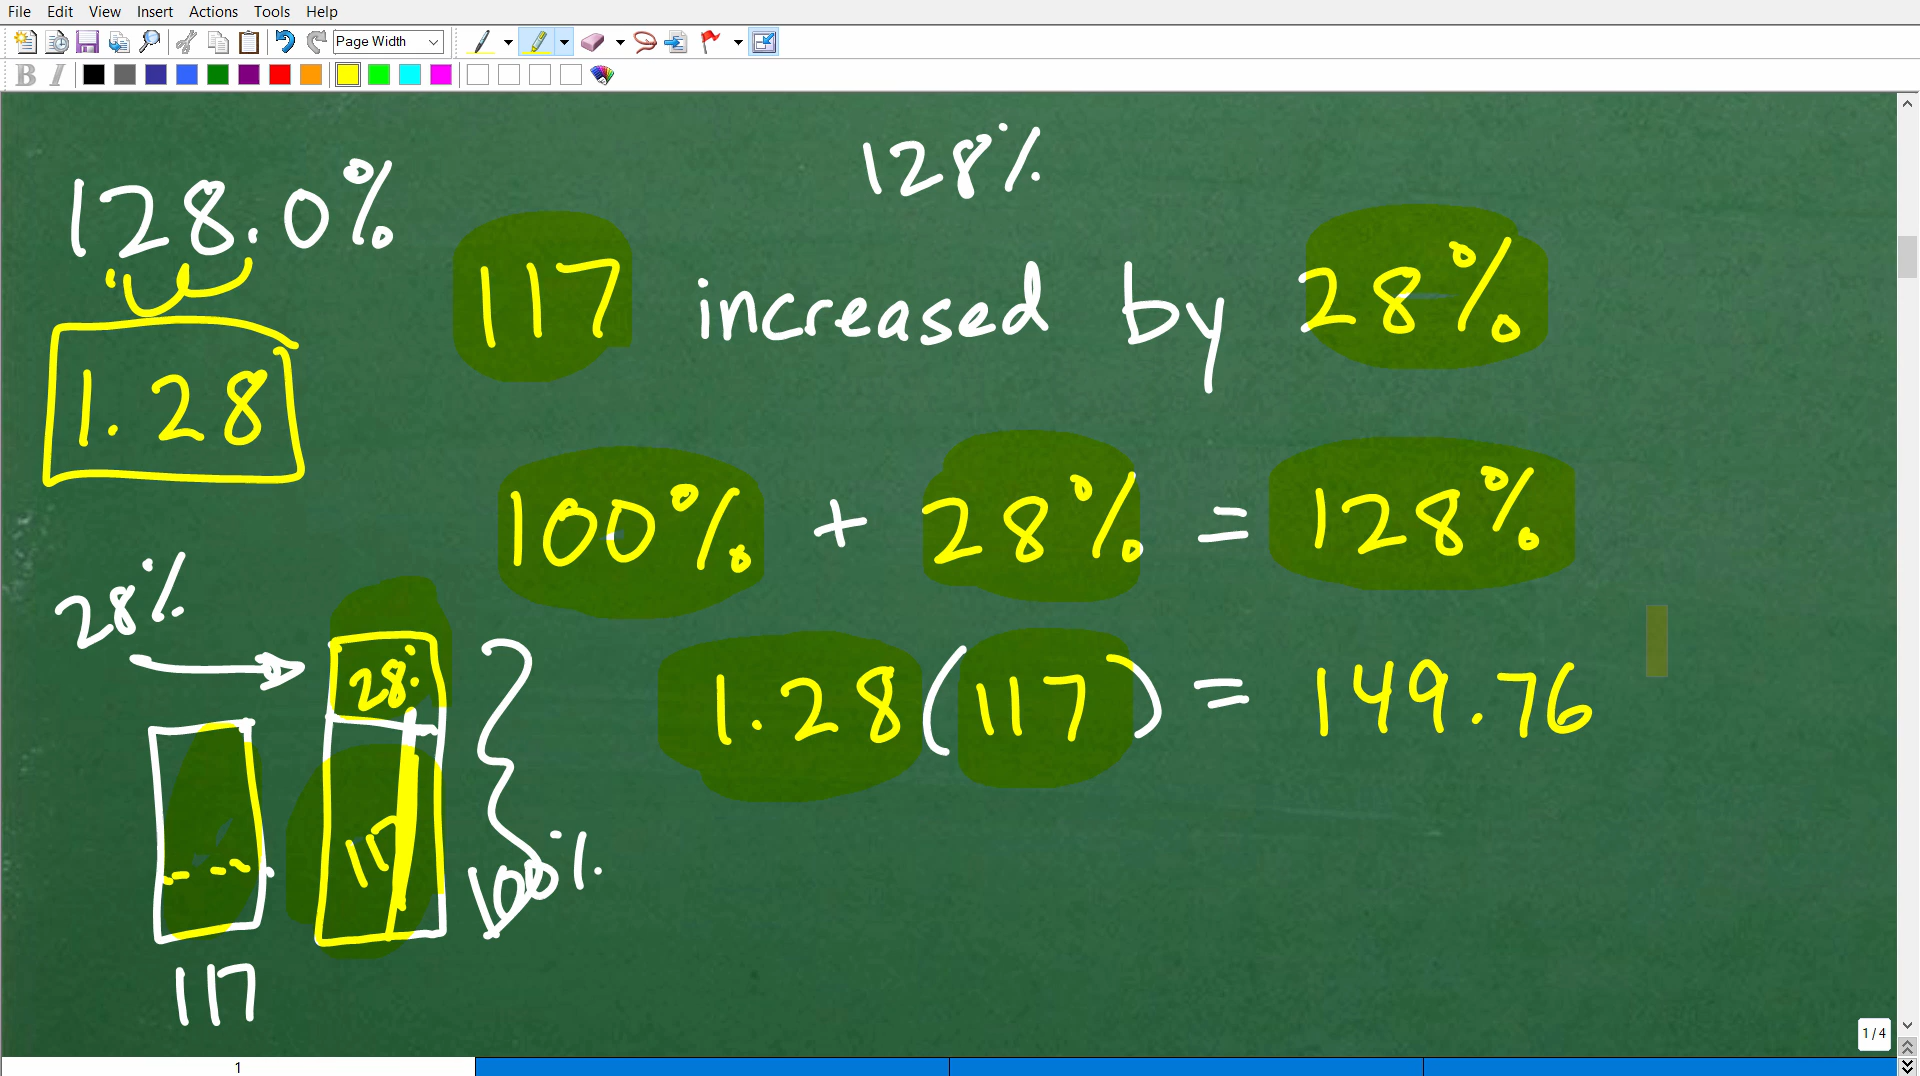 File Edit View Insert Actions Tools Help
Page Width
B I
128%
128.0%
117 increased by 28%
1.28
100% + 28% = 128%
28%
28%
1.28(117) = 149.76
117
100%
117
1/4
1